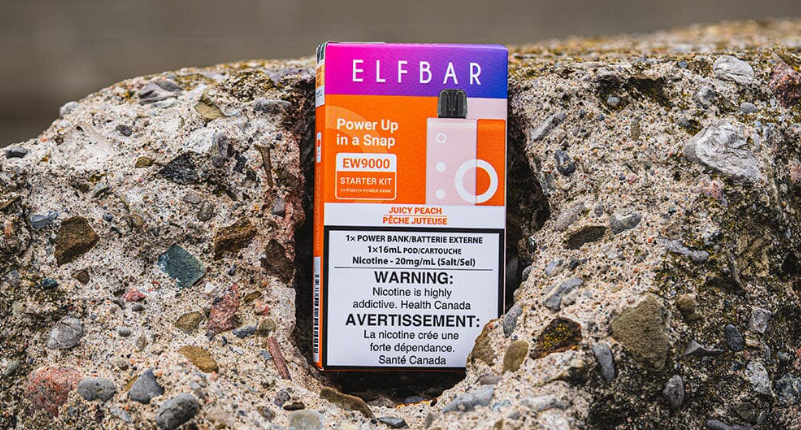 ELFBAR
Power Up
in a Snap
EW9000
STARTER KIT
JUICY PEACH
PÊCHE JUTEUSE
1× POWER BANK/BATTERIE EXTERNE
1×16mL POD/CARTOUCHE
Nicotine - 20mg/mL (Salt/Sel)
WARNING:
Nicotine is highly
addictive. Health Canada
AVERTISSEMENT:
La nicotine crée une
forte dépendance.
Santé Canada